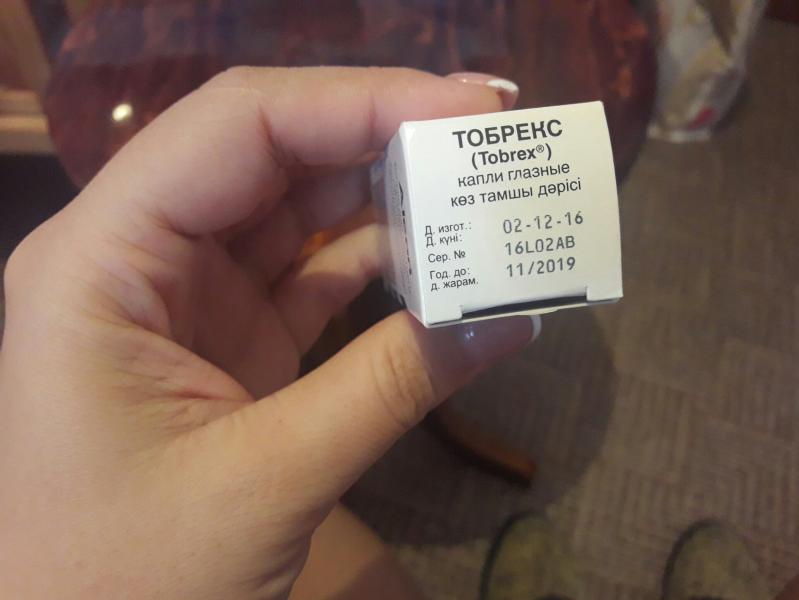 ТОБРЕКС
(Tobrex®)
капли глазные
көз тамшы дәрісі
Д. изгот.: 02-12-16
Д. күні:
Сер. № 16L02AB
Год. до: 11/2019
д. жарам.